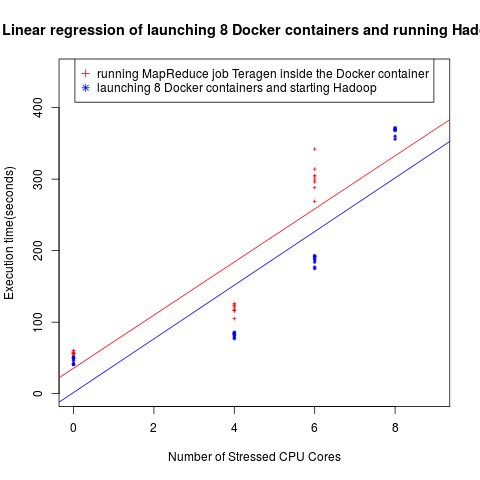 Linear regression of launching 8 Docker containers and running Had
running MapReduce job Teragen inside the Docker container
launching 8 Docker containers and starting Hadoop
Execution time(seconds)
400
300
200
100
0
0 2 4 6 8
Number of Stressed CPU Cores